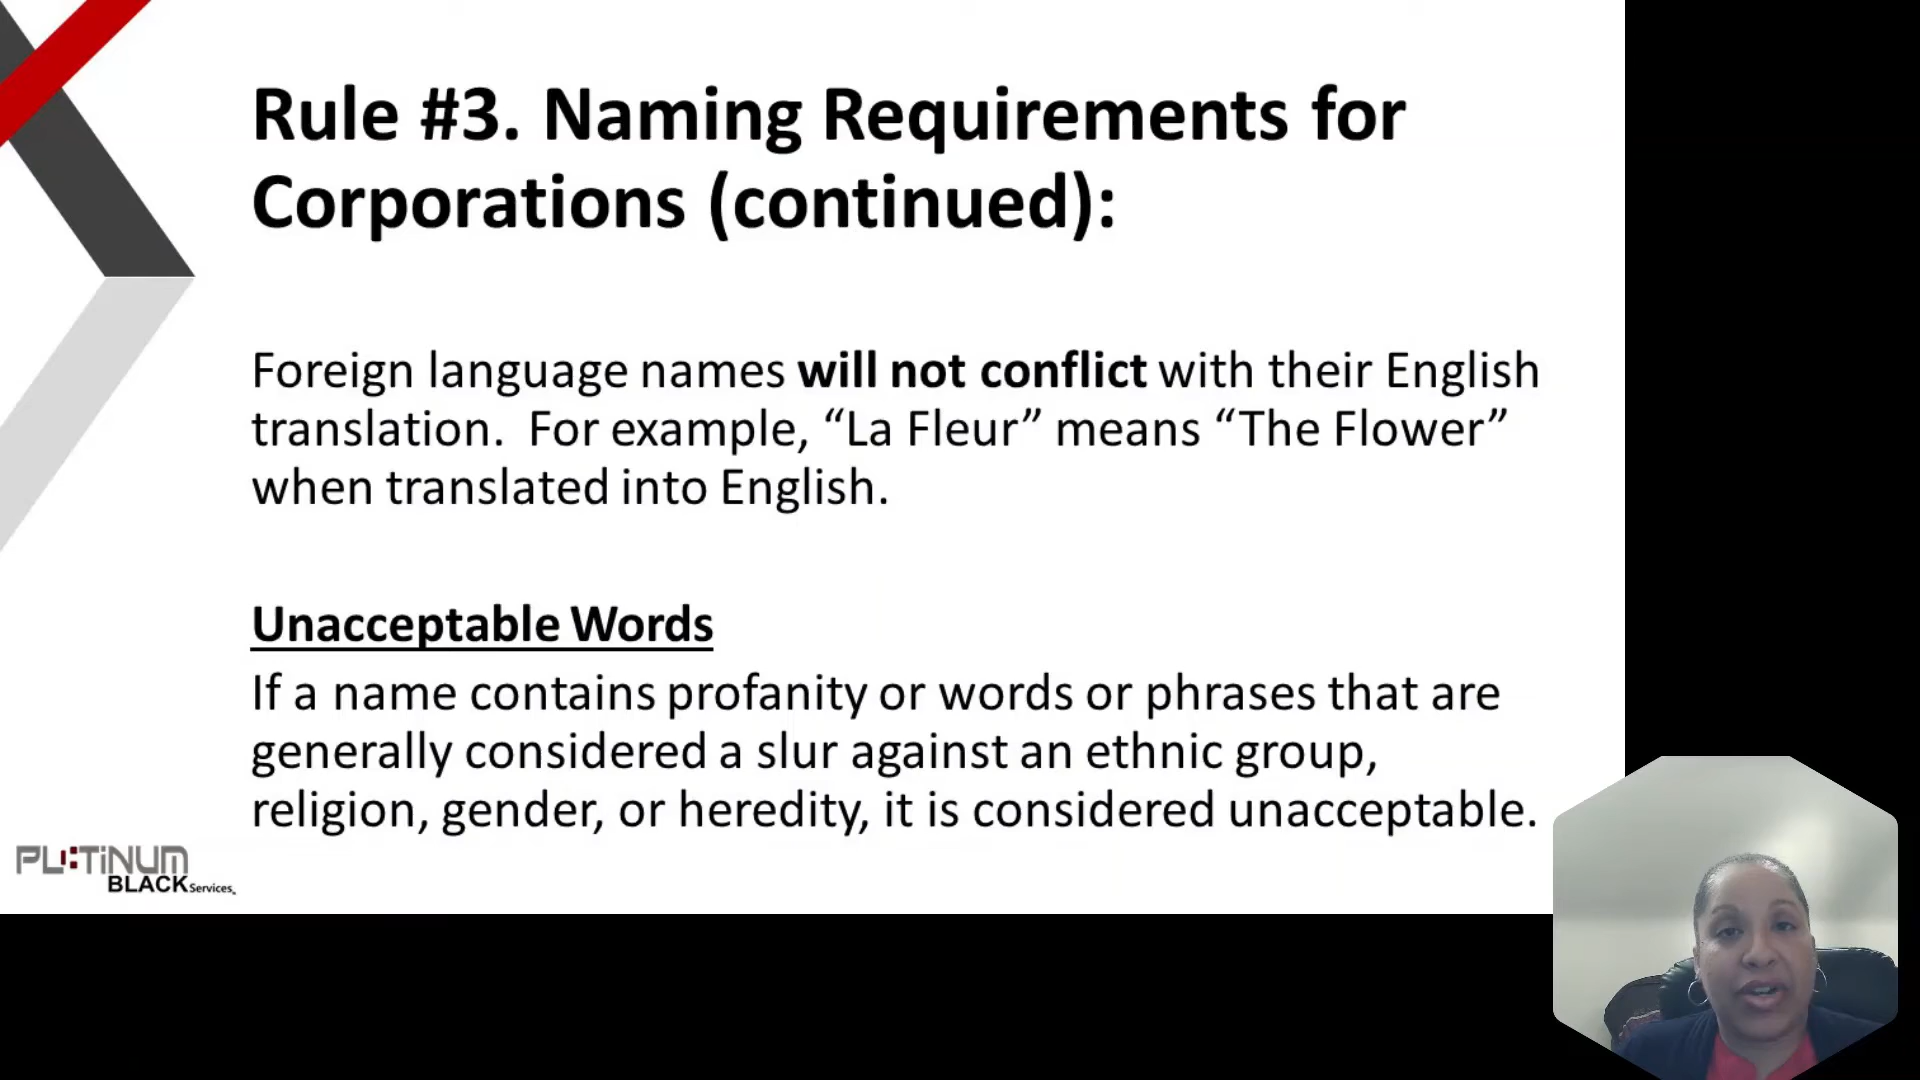 Rule #3. Naming Requirements for
Corporations (continued):
Foreign language names will not conflict with their English
translation.  For example, “La Fleur” means “The Flower”
when translated into English.
Unacceptable Words
If a name contains profanity or words or phrases that are
generally considered a slur against an ethnic group,
religion, gender, or heredity, it is considered unacceptable.
PLATiNUM
BLACK Services